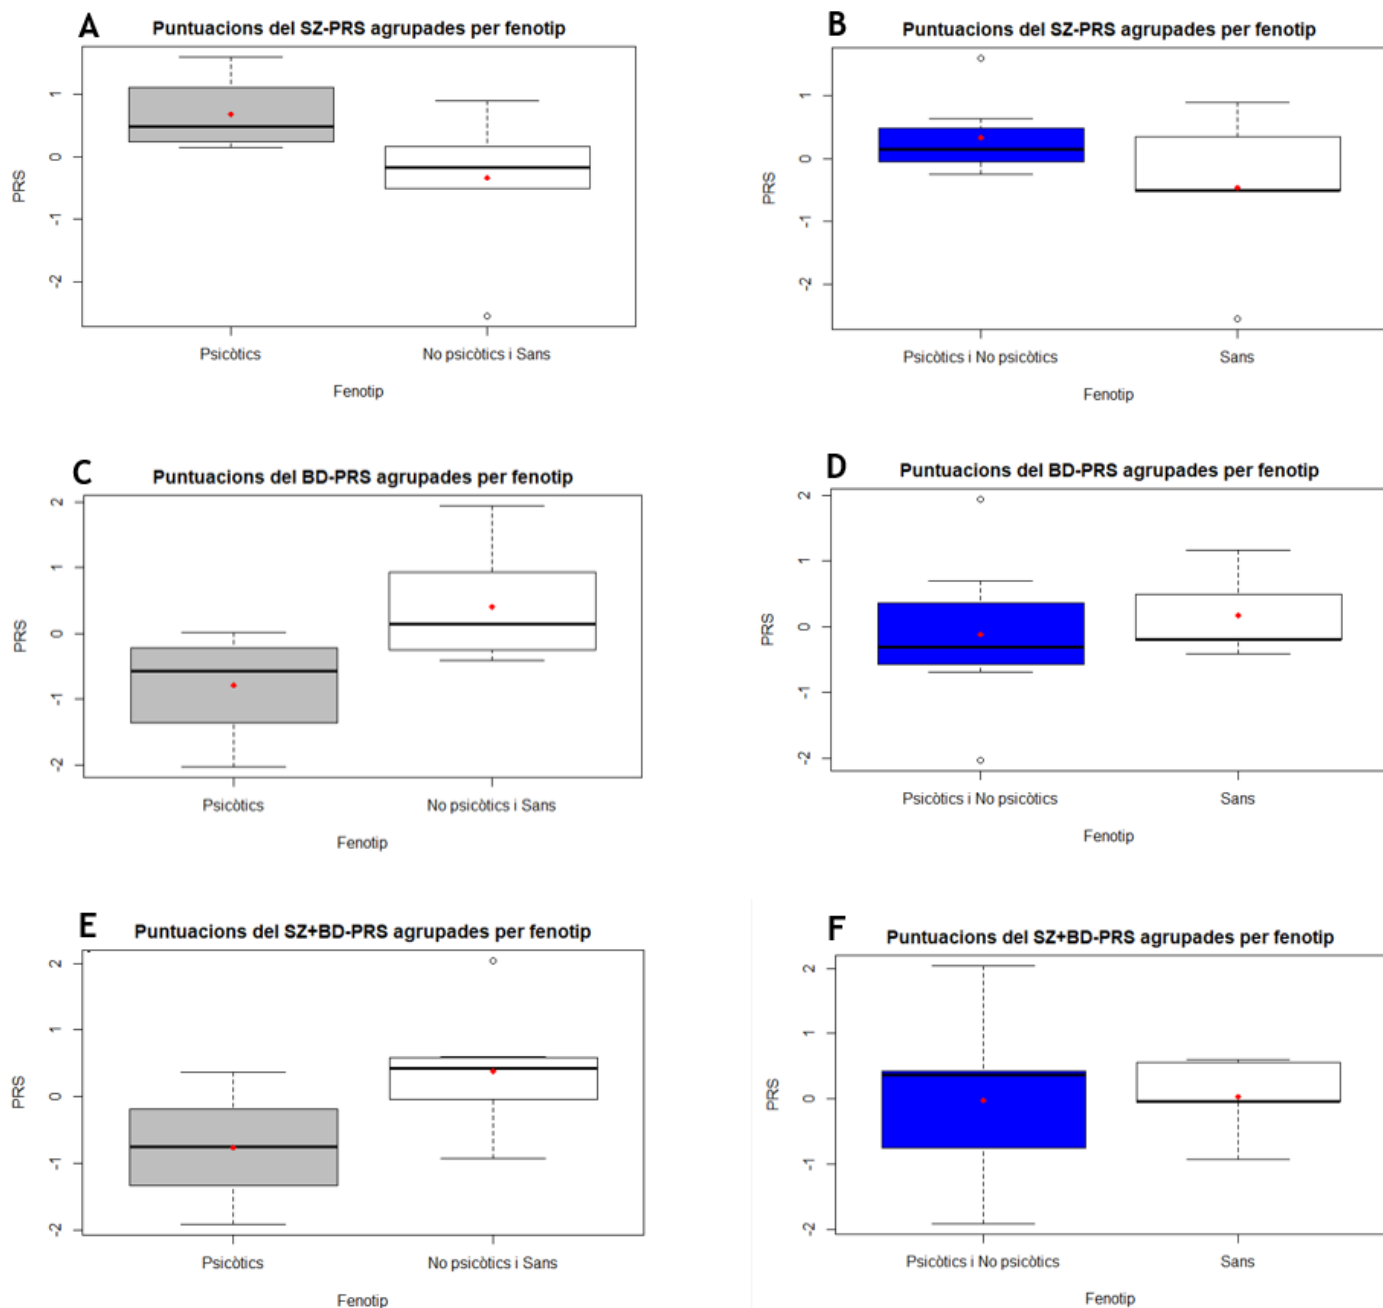 A
Puntuacions del SZ-PRS agrupades per fenotip
PRS
1
0
-1
-2
Psicòtics
No psicòtics i Sans
Fenotip
B
Puntuacions del SZ-PRS agrupades per fenotip
PRS
1
0
-1
-2
Psicòtics i No psicòtics
Sans
Fenotip
C
Puntuacions del BD-PRS agrupades per fenotip
PRS
2
1
0
-1
-2
Psicòtics
No psicòtics i Sans
Fenotip
D
Puntuacions del BD-PRS agrupades per fenotip
PRS
2
1
0
-1
-2
Psicòtics i No psicòtics
Sans
Fenotip
E
Puntuacions del SZ+BD-PRS agrupades per fenotip
PRS
2
1
0
-1
-2
Psicòtics
No psicòtics i Sans
Fenotip
F
Puntuacions del SZ+BD-PRS agrupades per fenotip
PRS
2
1
0
-1
-2
Psicòtics i No psicòtics
Sans
Fenotip